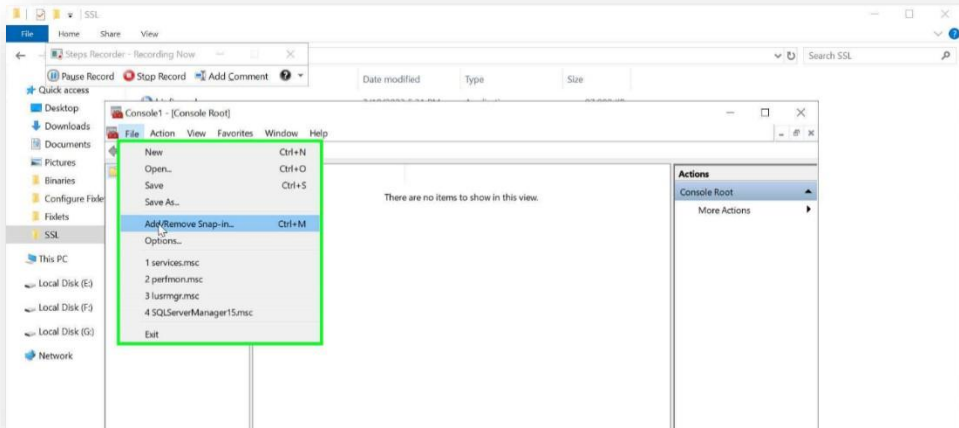 SSL
File Home Share View
Steps Recorder - Recording Now
Search SSL
Pause Record Stop Record Add Comment
Date modified Type Size
Quick access
Desktop
Console1 - [Console Root]
Downloads
File Action View Favorites Window Help
Documents
New Ctrl+N
Pictures
Open... Ctrl+O
Actions
Binaries
Save Ctrl+S
Console Root
Configure Fixle
Save As...
There are no items to show in this view.
More Actions
Fixlets
Add/Remove Snap-in... Ctrl+M
SSL
Options...
This PC
1 services.msc
2 perfmon.msc
Local Disk (E:)
3 lusrmgr.msc
Local Disk (F:)
4 SQLServerManager15.msc
Local Disk (G:)
Exit
Network